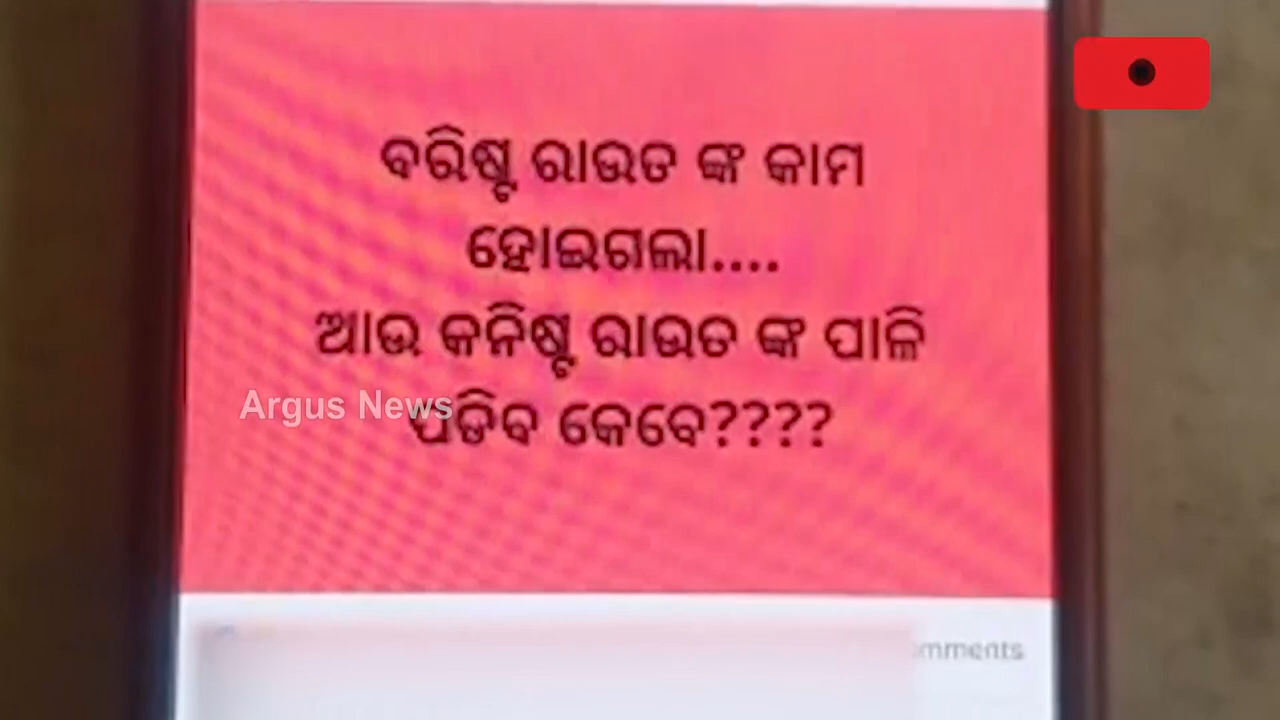 ବରିଷ୍ଟ ରାଉତ ଙ୍କ କାମ
ହୋଇଗଲା....
ଆଉ କନିଷ୍ଟ ରାଉତ ଙ୍କ ପାଳି
ପଡିବ କେବେ????
Argus News